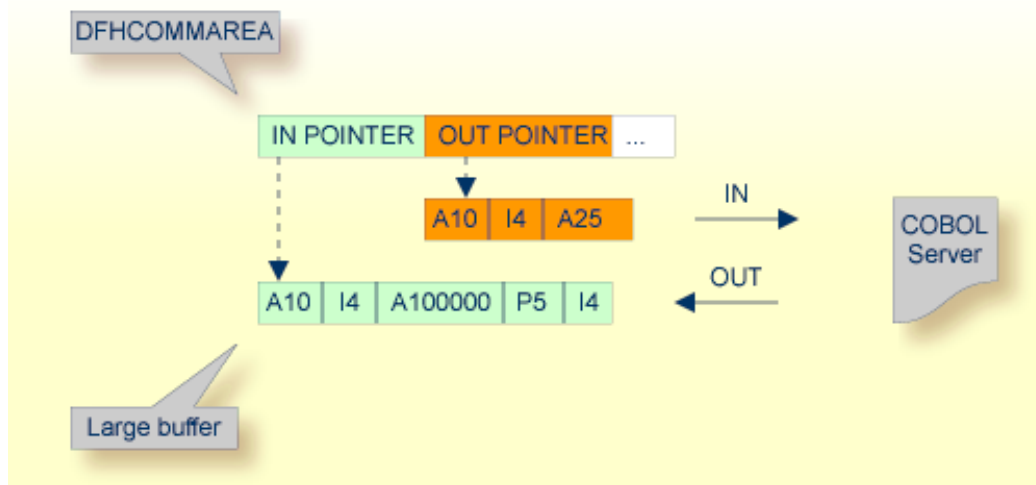 DFHCOMMAREA
IN POINTER OUT POINTER ...
A10 I4 A25
IN
COBOL
Server
OUT
A10 I4 A100000 P5 I4
Large buffer